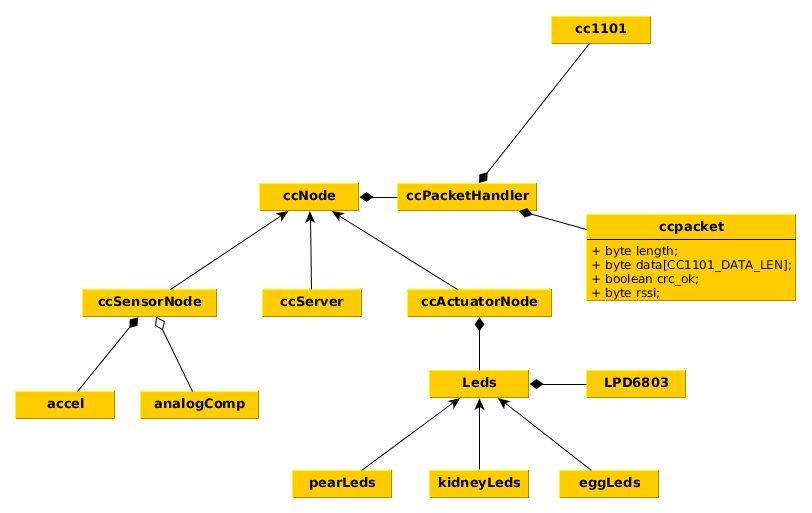 cc1101
ccNode
ccPacketHandler
ccpacket
+ byte length;
+ byte data[CC1101_DATA_LEN];
+ boolean crc_ok;
+ byte rssi;
ccSensorNode
ccServer
ccActuatorNode
Leds
LPD6803
accel
analogComp
pearLeds
kidneyLeds
eggLeds